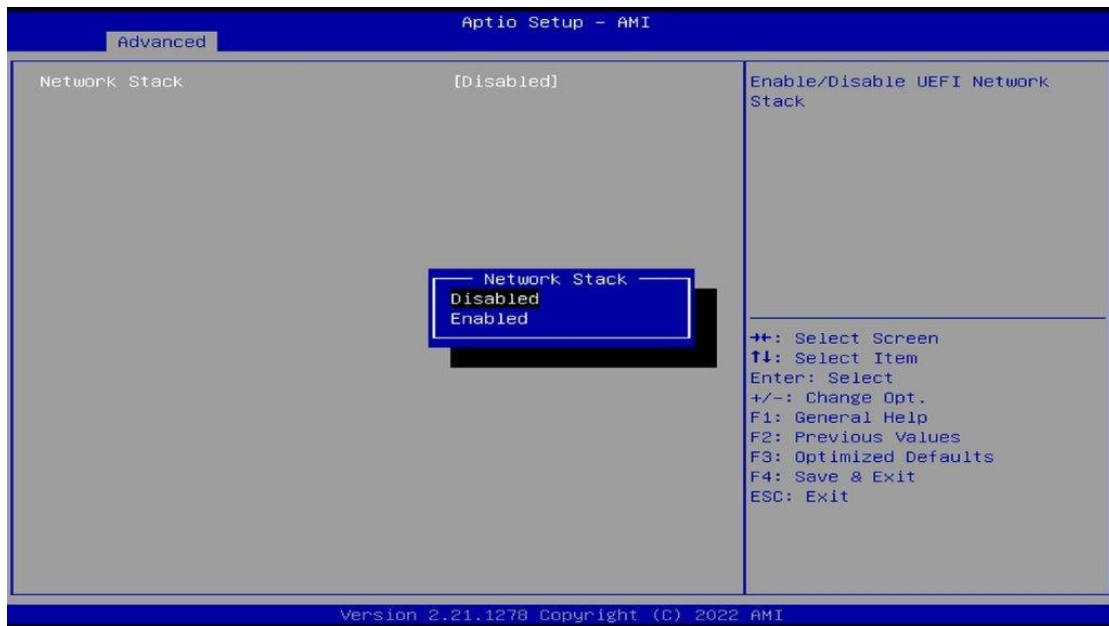 Aptio Setup - AMI
Advanced
Network Stack [Disabled]
Enable/Disable UEFI Network
Stack
Network Stack
Disabled
Enabled
→←: Select Screen
↑↓: Select Item
Enter: Select
+/-: Change Opt.
F1: General Help
F2: Previous Values
F3: Optimized Defaults
F4: Save & Exit
ESC: Exit
Version 2.21.1278 Copyright (C) 2022 AMI